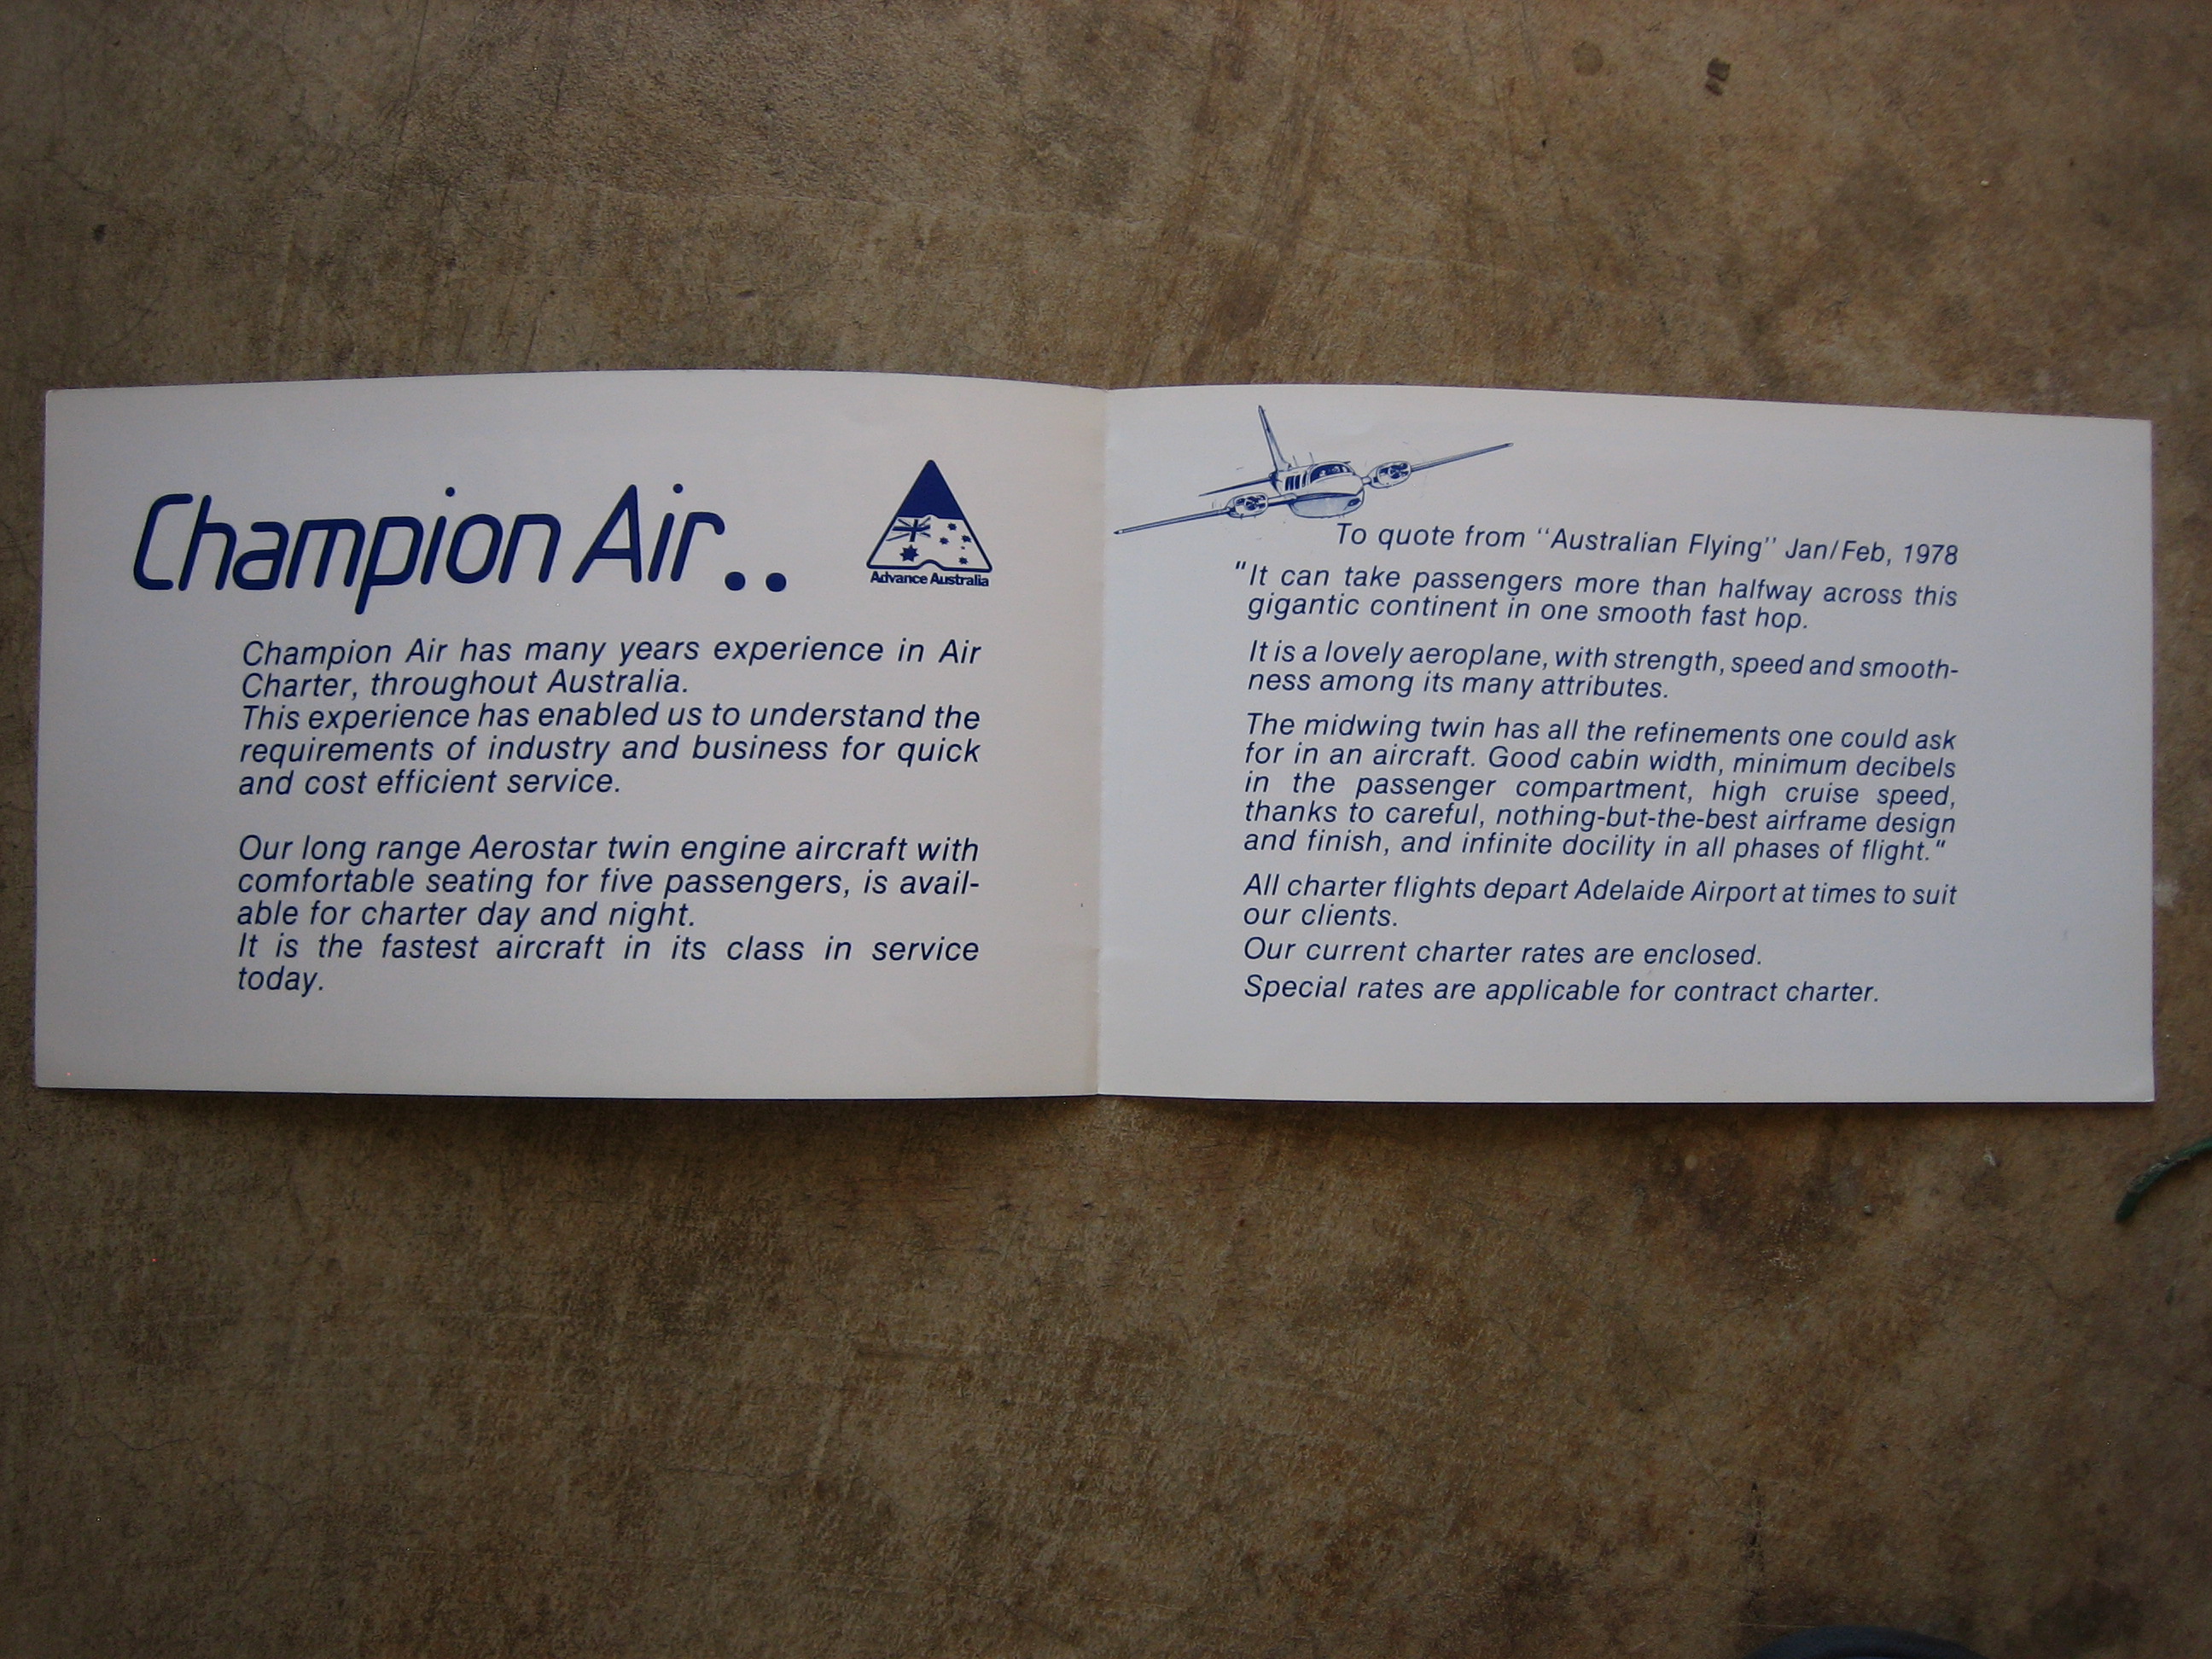 Champion Air..
Advance Australia
Champion Air has many years experience in Air
Charter, throughout Australia.
This experience has enabled us to understand the
requirements of industry and business for quick
and cost efficient service.
Our long range Aerostar twin engine aircraft with
comfortable seating for five passengers, is avail-
able for charter day and night.
It is the fastest aircraft in its class in service
today.
To quote from "Australian Flying" Jan/Feb, 1978
"It can take passengers more than halfway across this
gigantic continent in one smooth fast hop.
It is a lovely aeroplane, with strength, speed and smooth-
ness among its many attributes.
The midwing twin has all the refinements one could ask
for in an aircraft. Good cabin width, minimum decibels
in the passenger compartment, high cruise speed,
thanks to careful, nothing-but-the-best airframe design
and finish, and infinite docility in all phases of flight."
All charter flights depart Adelaide Airport at times to suit
our clients.
Our current charter rates are enclosed.
Special rates are applicable for contract charter.